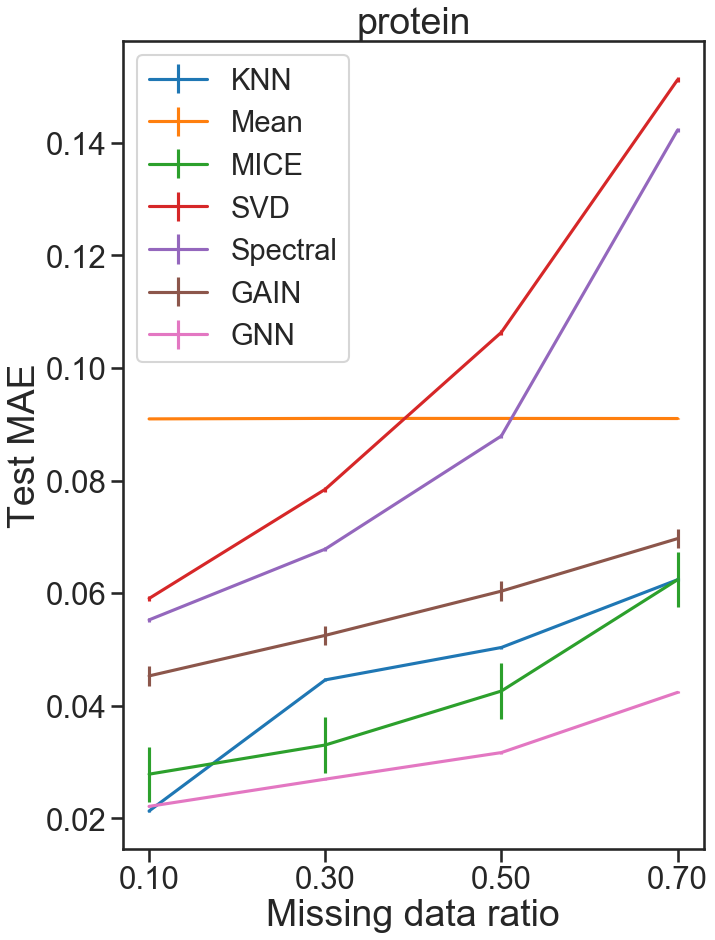 protein
KNN
Mean
MICE
SVD
Spectral
GAIN
GNN
Test MAE
0.14
0.12
0.10
0.08
0.06
0.04
0.02
0.10 0.30 0.50 0.70
Missing data ratio